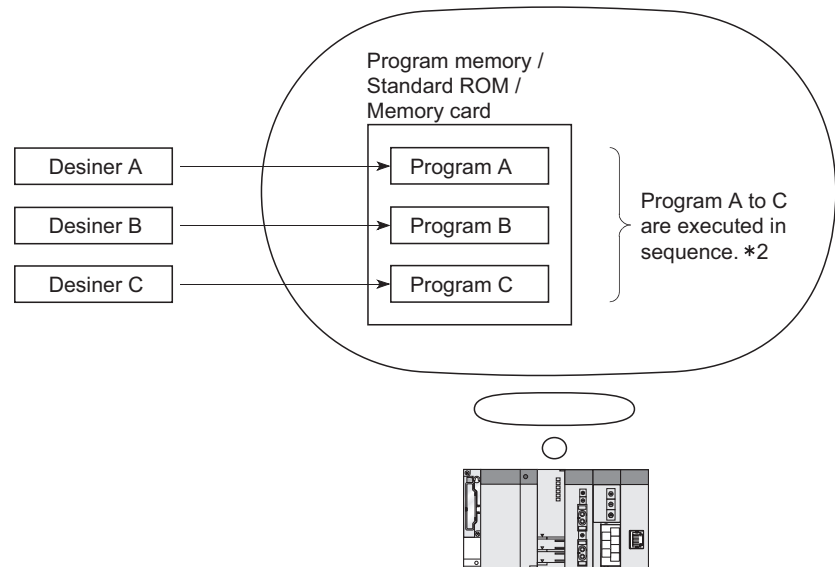 Program memory /
Standard ROM /
Memory card
Desiner A
Program A
Desiner B
Program B
Desiner C
Program C
Program A to C
are executed in
sequence. *2